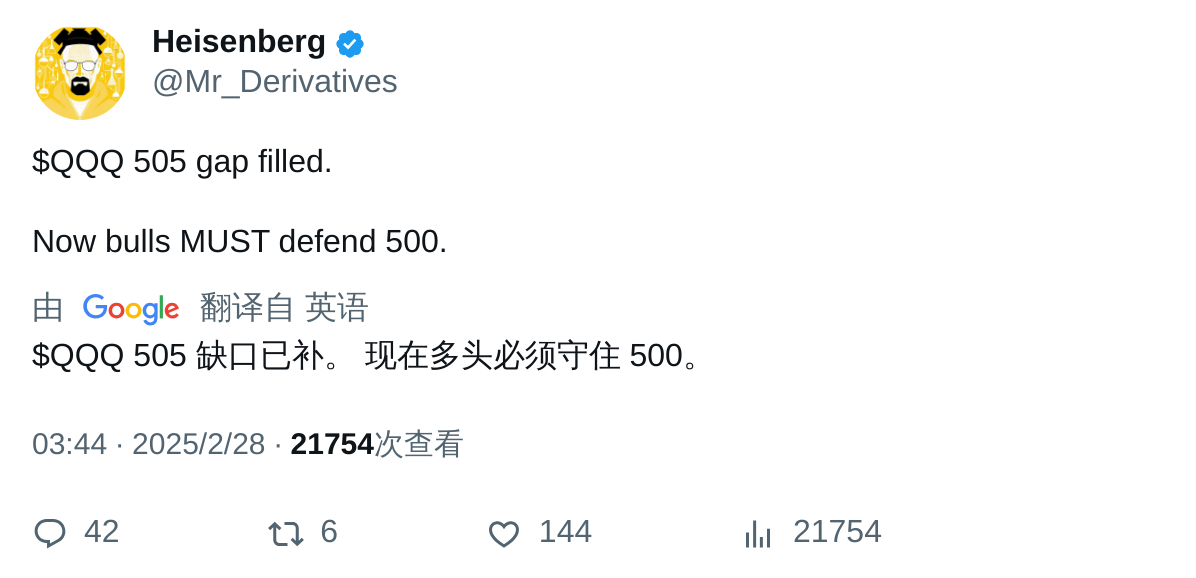 Heisenberg
@Mr_Derivatives
$QQQ 505 gap filled.
Now bulls MUST defend 500.
由 Google 翻译自 英语
$QQQ 505 缺口已补。 现在多头必须守住 500。
03:44 · 2025/2/28 · 21754次查看
42 6 144 21754